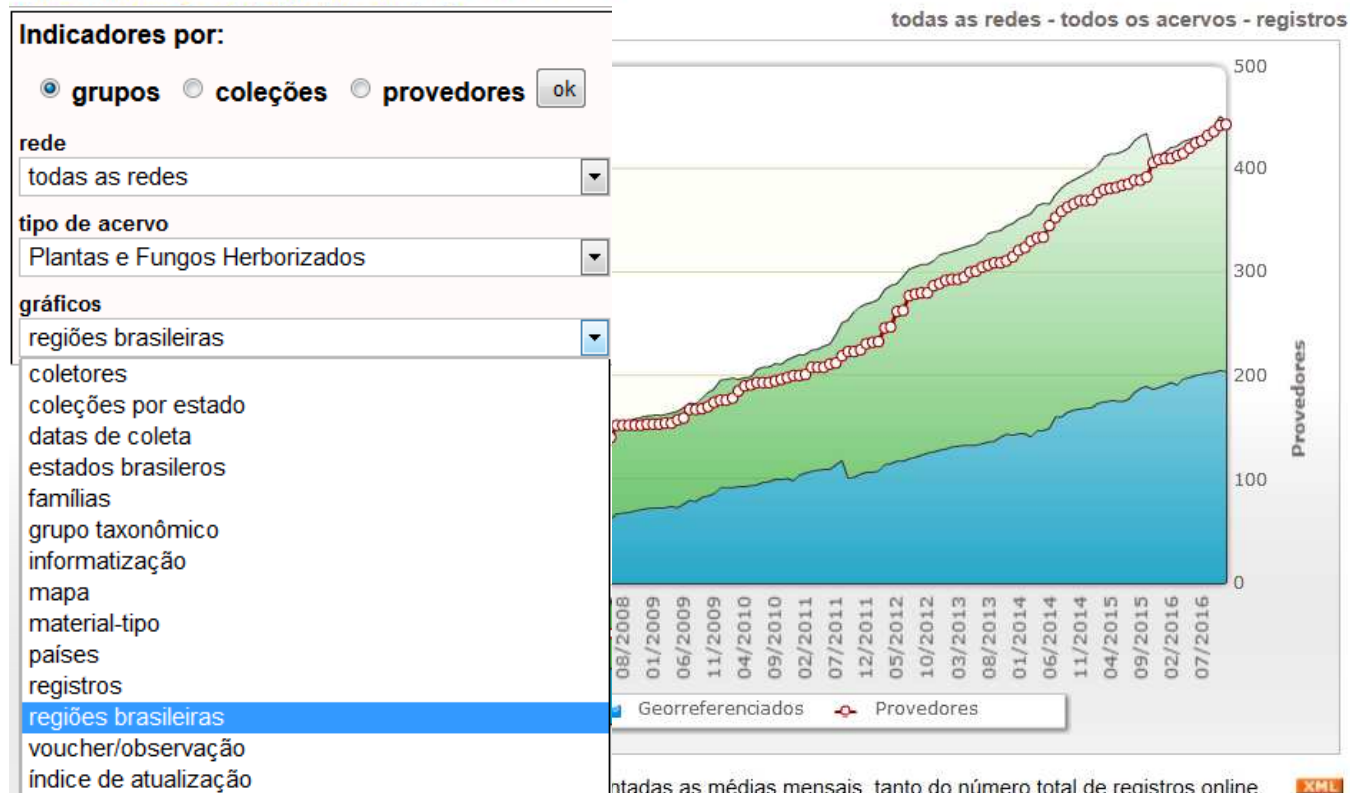 Indicadores por:
grupos coleções provedores ok
rede
todas as redes
tipo de acervo
Plantas e Fungos Herborizados
gráficos
regiões brasileiras
coletores
coleções por estado
datas de coleta
estados brasileros
famílias
grupo taxonômico
informatização
mapa
material-tipo
países
registros
regiões brasileiras
voucher/observação
índice de atualização
todas as redes - todos os acervos - registros
500
400
300
200
100
0
Provedores
08/2008
01/2009
06/2009
11/2009
04/2010
09/2010
02/2011
07/2011
12/2011
05/2012
10/2012
03/2013
08/2013
01/2014
06/2014
11/2014
04/2015
09/2015
02/2016
07/2016
Georreferenciados Provedores
ntadas as médias mensais, tanto do número total de registros online,
XML